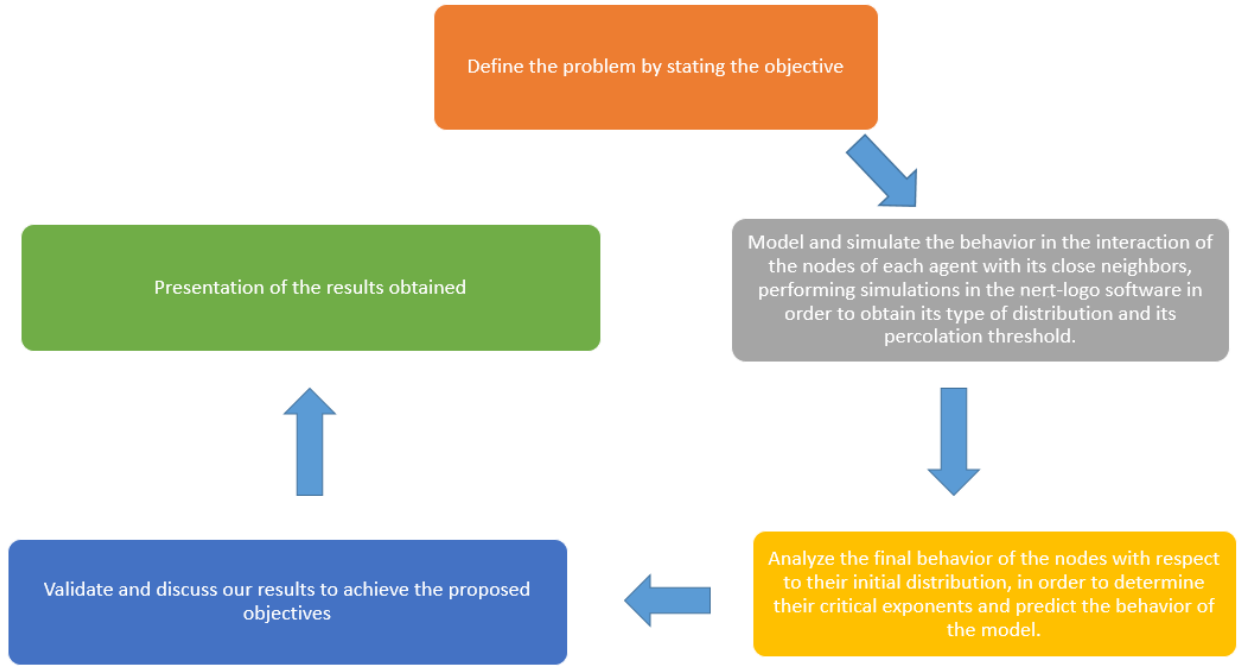 Define the problem by stating the objective
Model and simulate the behavior in the interaction of
the nodes of each agent with its close neighbors,
performing simulations in the nert-logo software in
order to obtain its type of distribution and its
percolation threshold.
Analyze the final behavior of the nodes with respect
to their initial distribution, in order to determine
their critical exponents and predict the behavior of
the model.
Validate and discuss our results to achieve the proposed
objectives
Presentation of the results obtained